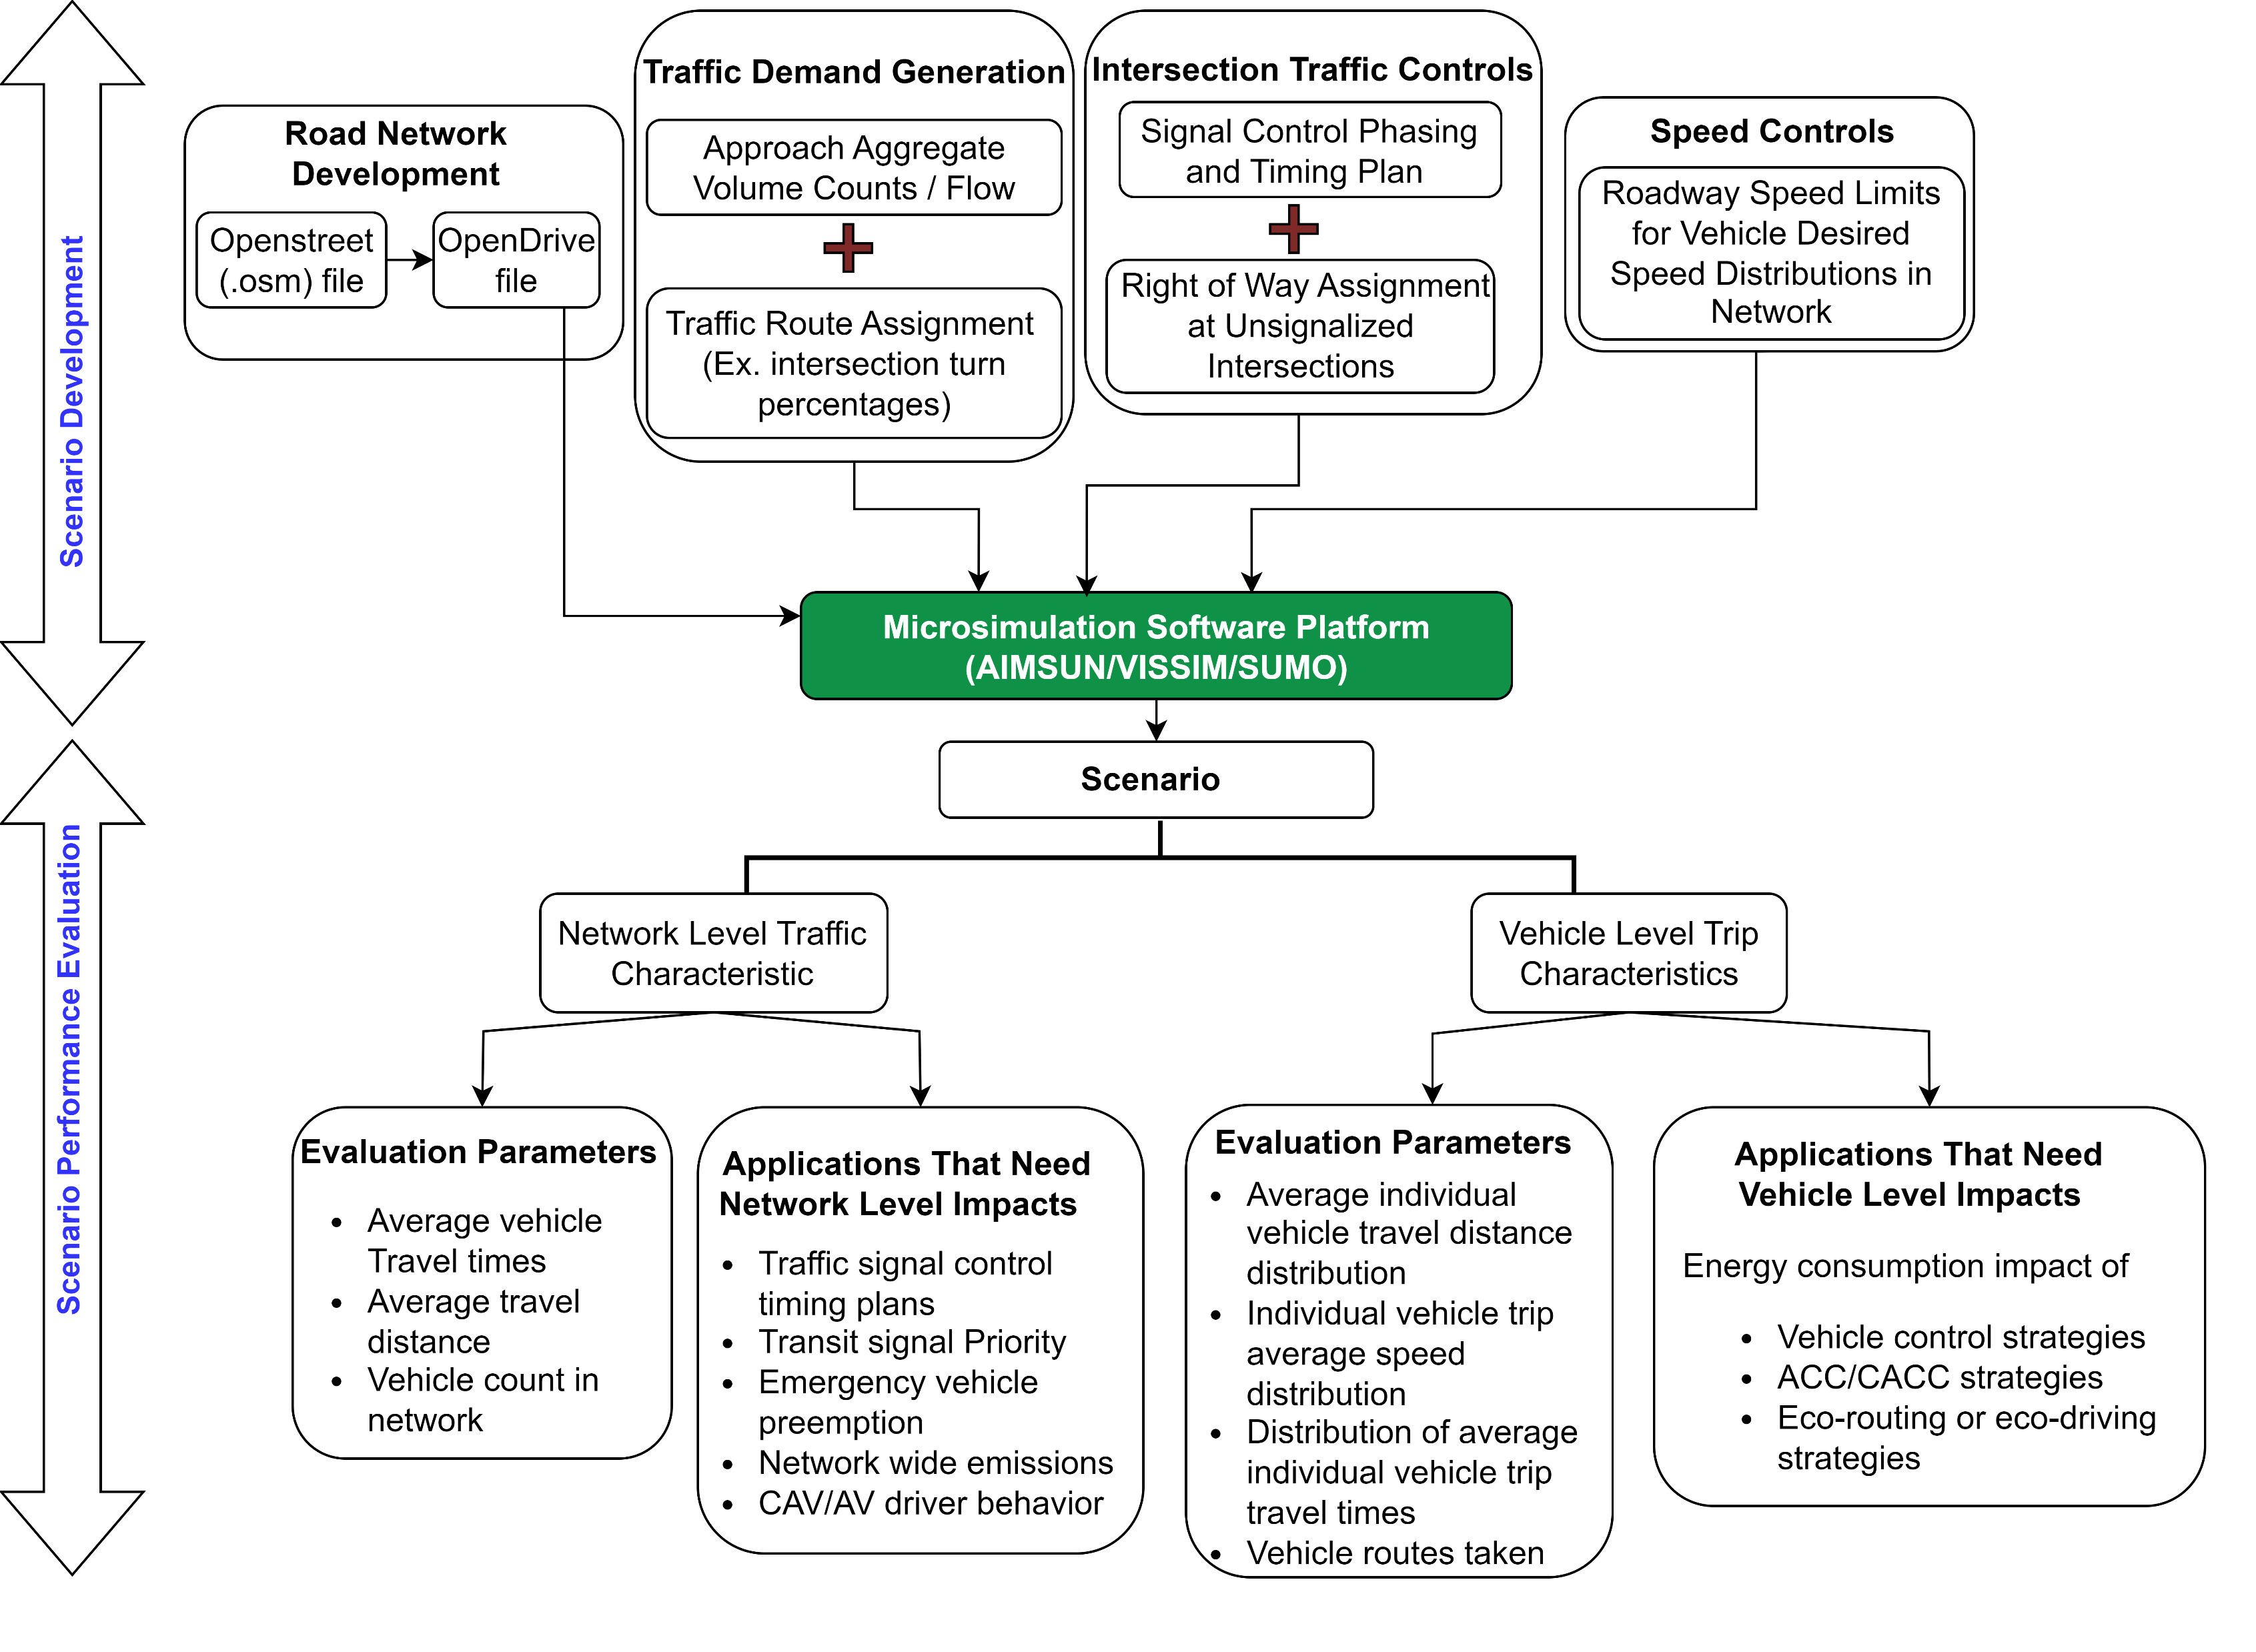 Scenario Development
Road Network
Development
Openstreet
(.osm) file
OpenDrive
file
Traffic Demand Generation
Approach Aggregate
Volume Counts / Flow
Traffic Route Assignment
(Ex. intersection turn
percentages)
Intersection Traffic Controls
Signal Control Phasing
and Timing Plan
Right of Way Assignment
at Unsignalized
Intersections
Speed Controls
Roadway Speed Limits
for Vehicle Desired
Speed Distributions in
Network
Microsimulation Software Platform
(AIMSUN/VISSIM/SUMO)
Scenario
Scenario Performance Evaluation
Network Level Traffic
Characteristic
Vehicle Level Trip
Characteristics
Evaluation Parameters
• Average vehicle
Travel times
• Average travel
distance
• Vehicle count in
network
Applications That Need
Network Level Impacts
• Traffic signal control
timing plans
• Transit signal Priority
• Emergency vehicle
preemption
• Network wide emissions
• CAV/AV driver behavior
Evaluation Parameters
• Average individual
vehicle travel distance
distribution
• Individual vehicle trip
average speed
distribution
• Distribution of average
individual vehicle trip
travel times
• Vehicle routes taken
Applications That Need
Vehicle Level Impacts
Energy consumption impact of
• Vehicle control strategies
• ACC/CACC strategies
• Eco-routing or eco-driving
strategies